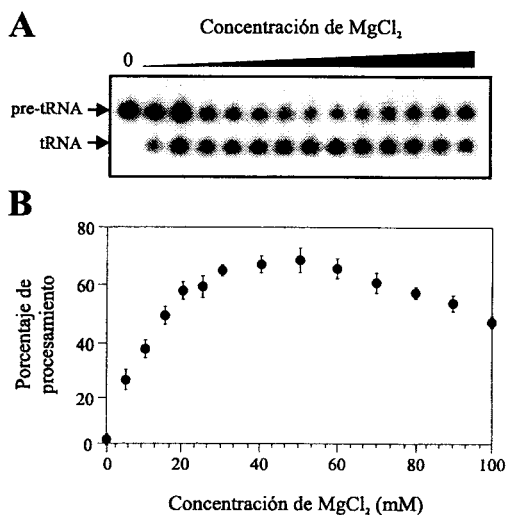 A
Concentración de MgCl₂
0
pre-tRNA
tRNA
B
80
60
40
20
0
Porcentaje de
procesamiento
0 20 40 60 80 100
Concentración de MgCl₂ (mM)